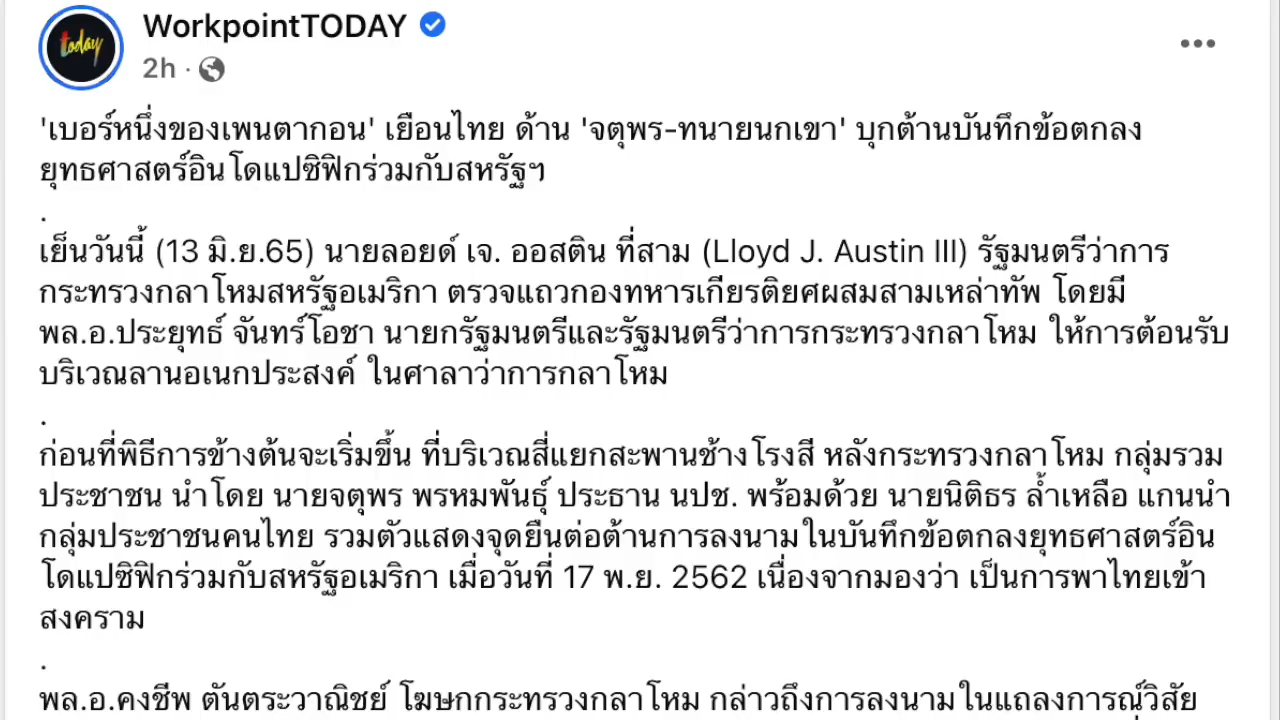 today
WorkpointTODAY
2h ·
'เบอร์หนึ่งของเพนตากอน' เยือนไทย ด้าน 'จตุพร-ทนายนกเขา' บุกต้านบันทึกข้อตกลง
ยุทธศาสตร์อินโดแปซิฟิกร่วมกับสหรัฐฯ
.
เย็นวันนี้ (13 มิ.ย.65) นายลอยด์ เจ. ออสติน ที่สาม (Lloyd J. Austin III) รัฐมนตรีว่าการ
กระทรวงกลาโหมสหรัฐอเมริกา ตรวจแถวกองทหารเกียรติยศผสมสามเหล่าทัพ โดยมี
พล.อ.ประยุทธ์ จันทร์โอชา นายกรัฐมนตรีและรัฐมนตรีว่าการกระทรวงกลาโหม ให้การต้อนรับ
บริเวณลานอเนกประสงค์ ในศาลาว่าการกลาโหม
.
ก่อนที่พิธีการข้างต้นจะเริ่มขึ้น ที่บริเวณสี่แยกสะพานช้างโรงสี หลังกระทรวงกลาโหม กลุ่มรวม
ประชาชน นำโดย นายจตุพร พรหมพันธุ์ ประธาน นปช. พร้อมด้วย นายนิติธร ล้ำเหลือ แกนนำ
กลุ่มประชาชนคนไทย รวมตัวแสดงจุดยืนต่อต้านการลงนามในบันทึกข้อตกลงยุทธศาสตร์อิน
โดแปซิฟิกร่วมกับสหรัฐอเมริกา เมื่อวันที่ 17 พ.ย. 2562 เนื่องจากมองว่า เป็นการพาไทยเข้า
สงคราม
.
พล.อ.คงชีพ ตันตระวาณิชย์ โฆษกกระทรวงกลาโหม กล่าวถึงการลงนามในแถลงการณ์วิสัย